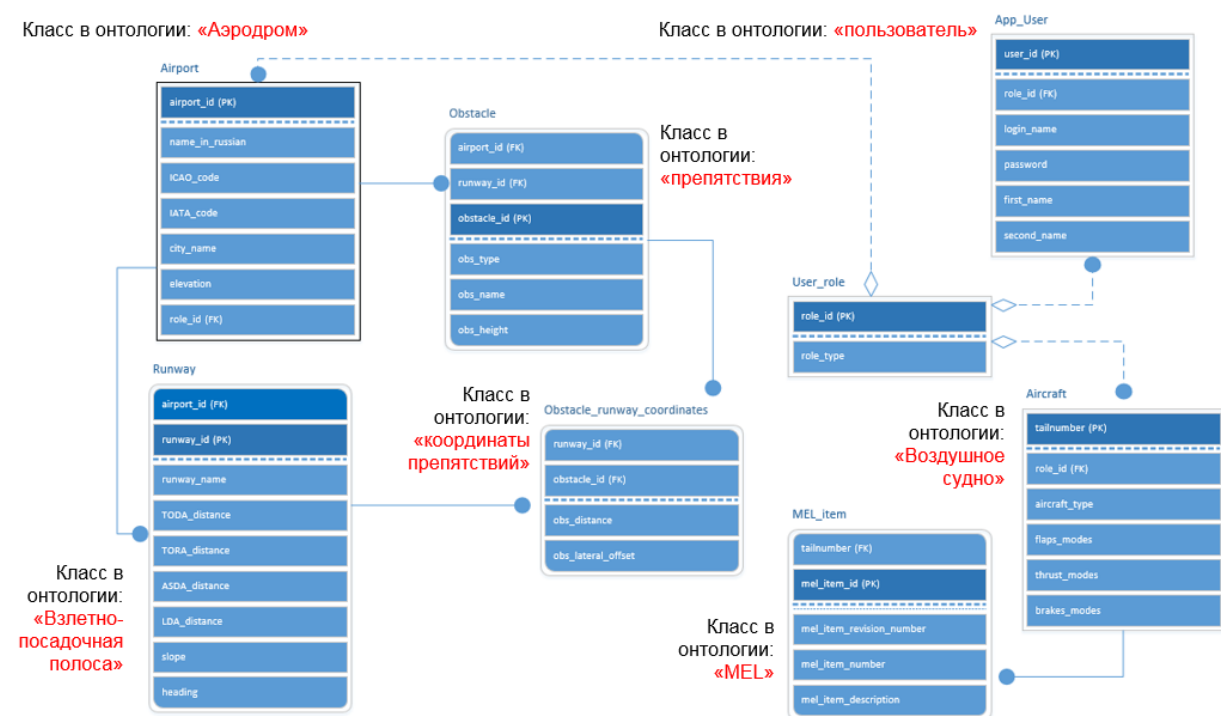 Класс в онтологии: «Аэродром»
Класс в онтологии: «пользователь»
Airport
airport_id (PK)
name_in_russian
ICAO_code
IATA_code
city_name
elevation
role_id (FK)
Obstacle
airport_id (FK)
runway_id (FK)
obstacle_id (PK)
obs_type
obs_name
obs_height
Класс в
онтологии:
«препятствия»
App_User
user_id (PK)
role_id (FK)
login_name
password
first_name
second_name
User_role
role_id (PK)
role_type
Runway
airport_id (FK)
runway_id (PK)
runway_name
TODA_distance
TORA_distance
ASDA_distance
LDA_distance
slope
heading
Класс в
онтологии:
«Взлетно-
посадочная
полоса»
Класс в
онтологии:
«координаты
препятствий»
Obstacle_runway_coordinates
runway_id (FK)
obstacle_id (FK)
obs_distance
obs_lateral_offset
Класс в
онтологии:
«Воздушное
судно»
Aircraft
tailnumber (PK)
role_id (FK)
aircraft_type
flaps_modes
thrust_modes
brakes_modes
MEL_item
tailnumber (FK)
mel_item_id (PK)
mel_item_revision_number
mel_item_number
mel_item_description
Класс в
онтологии:
«MEL»